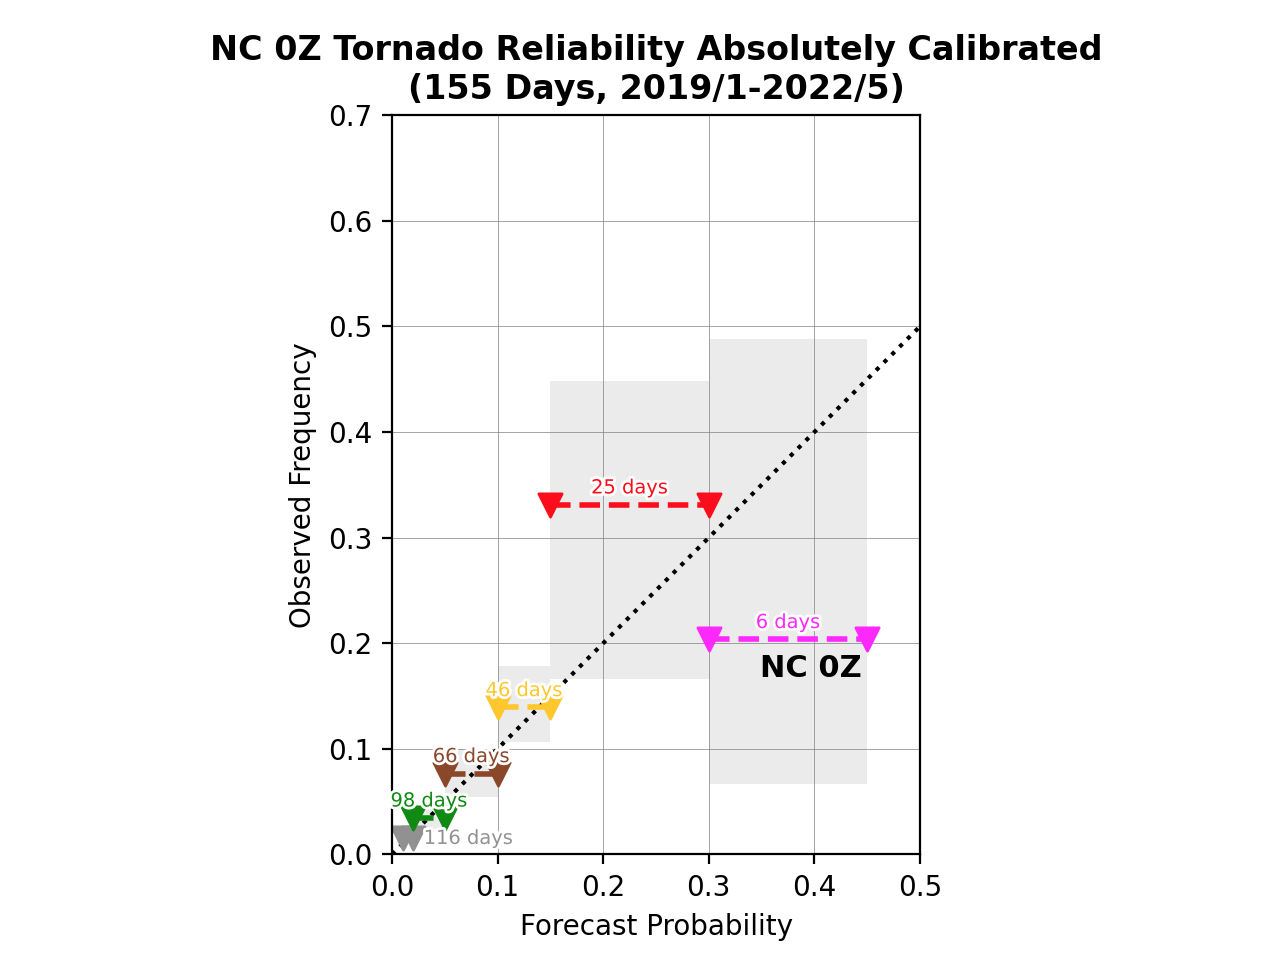 NC 0Z Tornado Reliability Absolutely Calibrated
(155 Days, 2019/1-2022/5)
0.7
0.6
0.5
0.4
0.3
0.2
0.1
0.0
Observed Frequency
25 days
6 days
NC 0Z
46 days
66 days
98 days
116 days
0.0 0.1 0.2 0.3 0.4 0.5
Forecast Probability